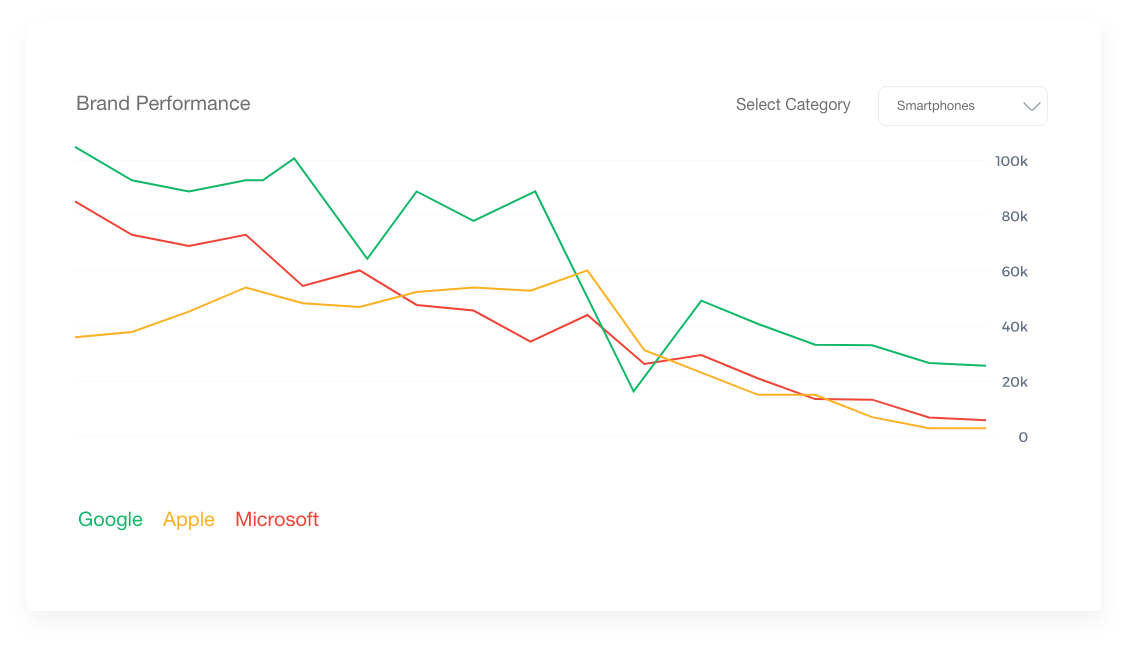 Brand Performance
Select Category
Smartphones
100k
80k
60k
40k
20k
0
Google Apple Microsoft